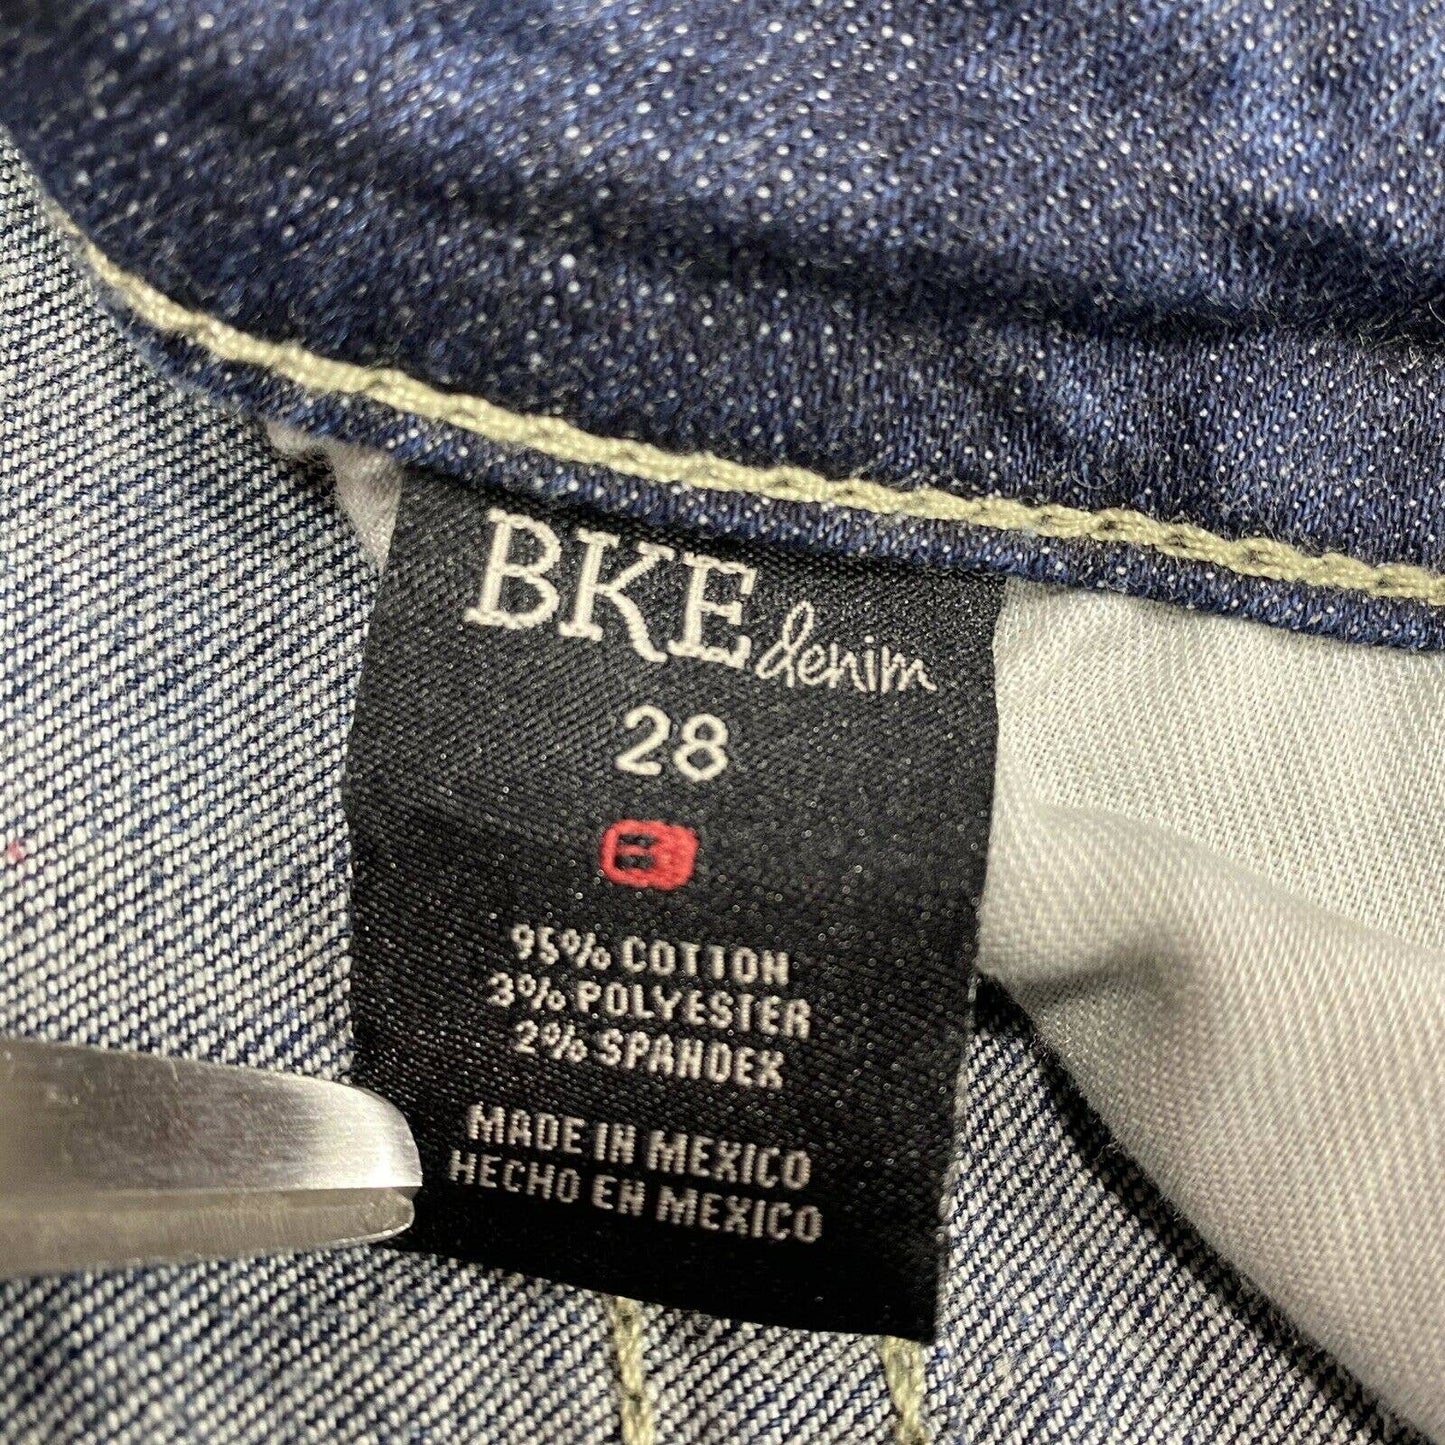 BKE denim
28
B
95% COTTON
3% POLYESTER
2% SPANDEX
MADE IN MEXICO
HECHO EN MEXICO